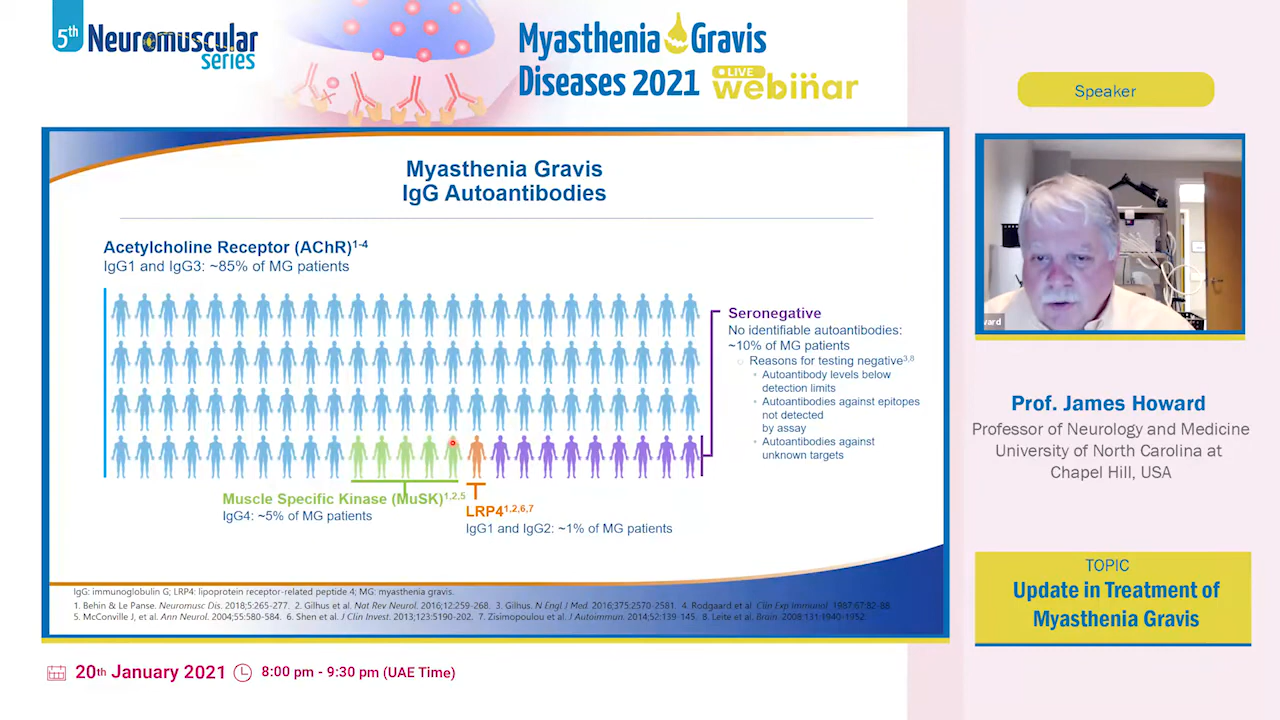 5th Neuromuscular
series
Myasthenia Gravis
Diseases 2021 LIVE webinar
Speaker
Myasthenia Gravis
IgG Autoantibodies
Acetylcholine Receptor (AChR)1-4
IgG1 and IgG3: ~85% of MG patients
Seronegative
No identifiable autoantibodies:
~10% of MG patients
Reasons for testing negative3,8
Autoantibody levels below
detection limits
Autoantibodies against epitopes
not detected
by assay
Autoantibodies against
unknown targets
Muscle Specific Kinase (MuSK)1,2,5
IgG4: ~5% of MG patients
LRP41,2,6,7
IgG1 and IgG2: ~1% of MG patients
IgG: immunoglobulin G; LRP4: lipoprotein receptor-related peptide 4; MG: myasthenia gravis.
1. Behin & Le Panse. Neuromusc Dis. 2018;5:265-277. 2. Gilhus et al. Nat Rev Neurol. 2016;12:259-268. 3. Gilhus. N Engl J Med. 2016;375:2570-2581. 4. Rodgaard et al Clin Exp Immunol. 1987;67:82-88
5. McConville J, et al. Ann Neurol. 2004;55:580-584. 6. Shen et al. J Clin Invest. 2013;123:5190-202. 7. Zisimopoulou et al. J Autoimmun. 2014;52:139-145. 8. Leite et al. Brain. 2008:131:1940-1952.
ward
Prof. James Howard
Professor of Neurology and Medicine
University of North Carolina at
Chapel Hill, USA
TOPIC
Update in Treatment of
Myasthenia Gravis
20th January 2021 8:00 pm - 9:30 pm (UAE Time)